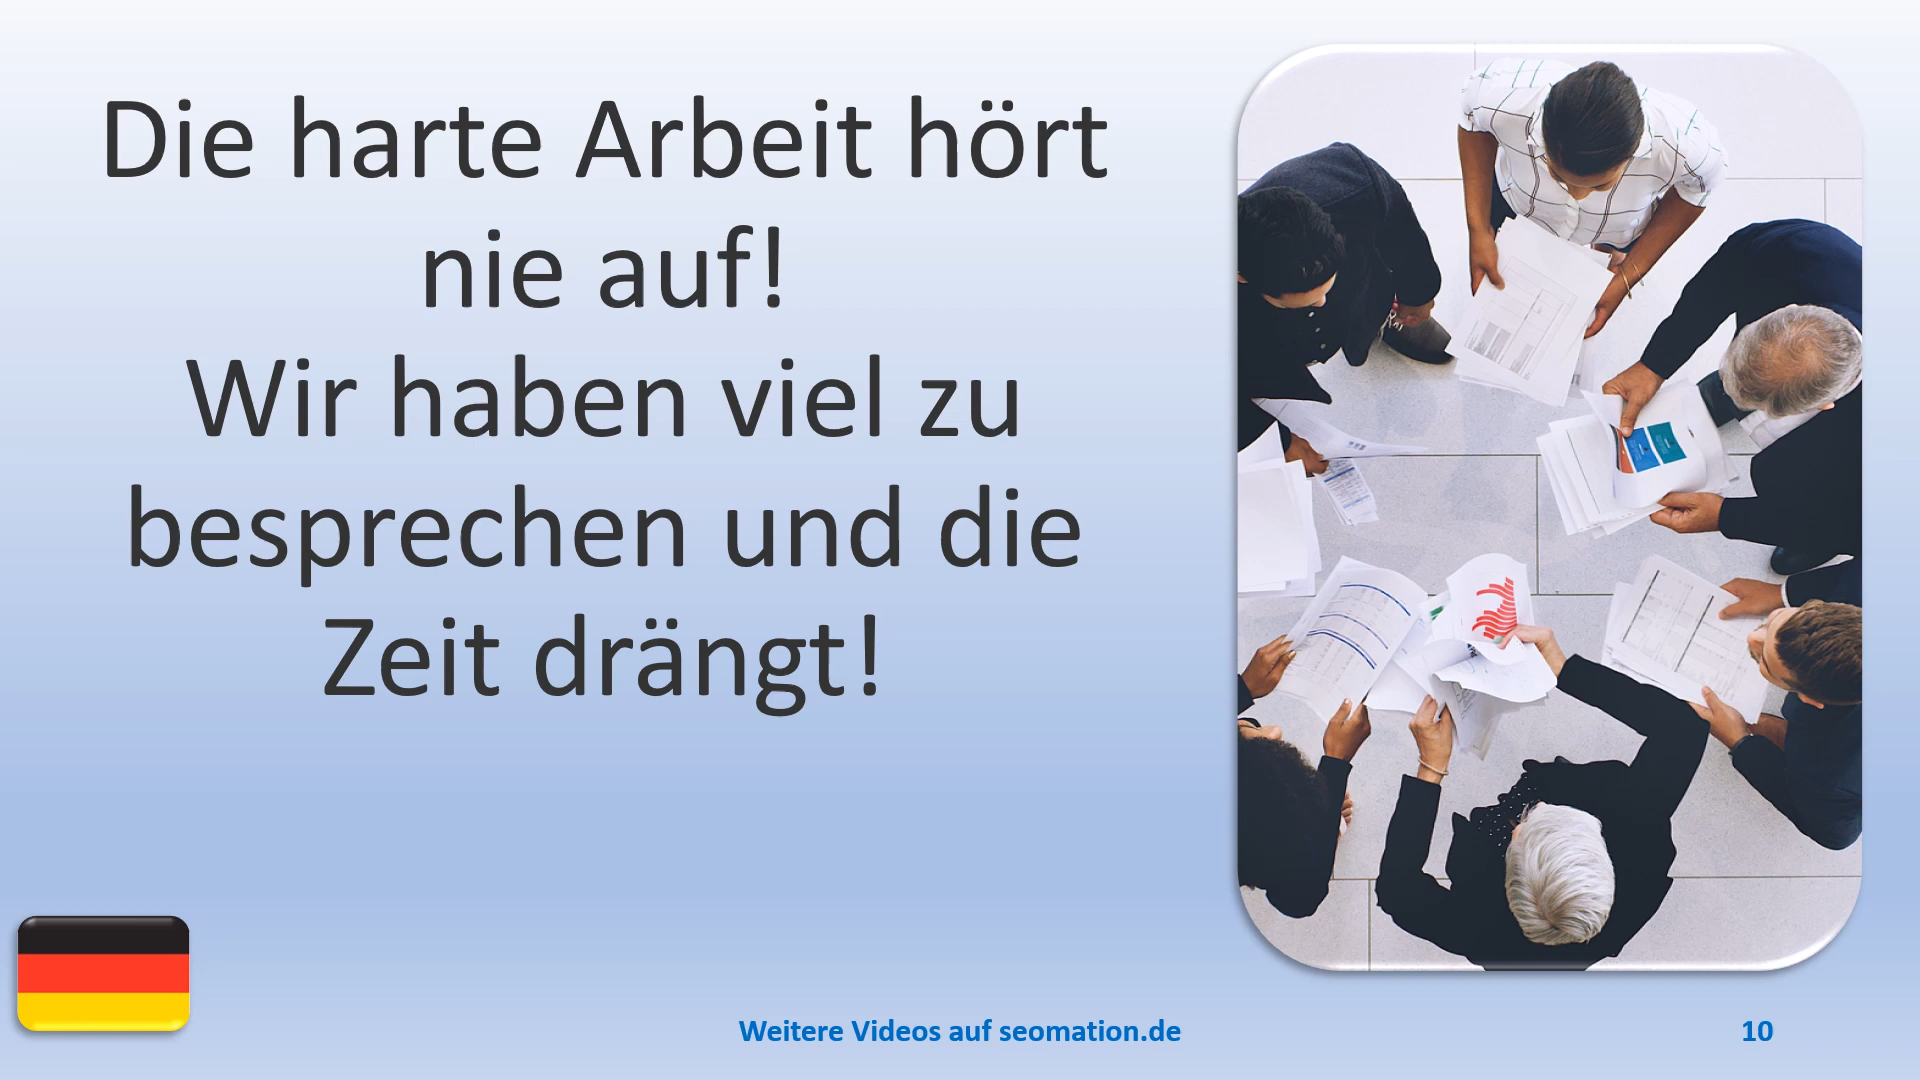 Die harte Arbeit hört
nie auf!
Wir haben viel zu
besprechen und die
Zeit drängt!
Weitere Videos auf seomation.de
10